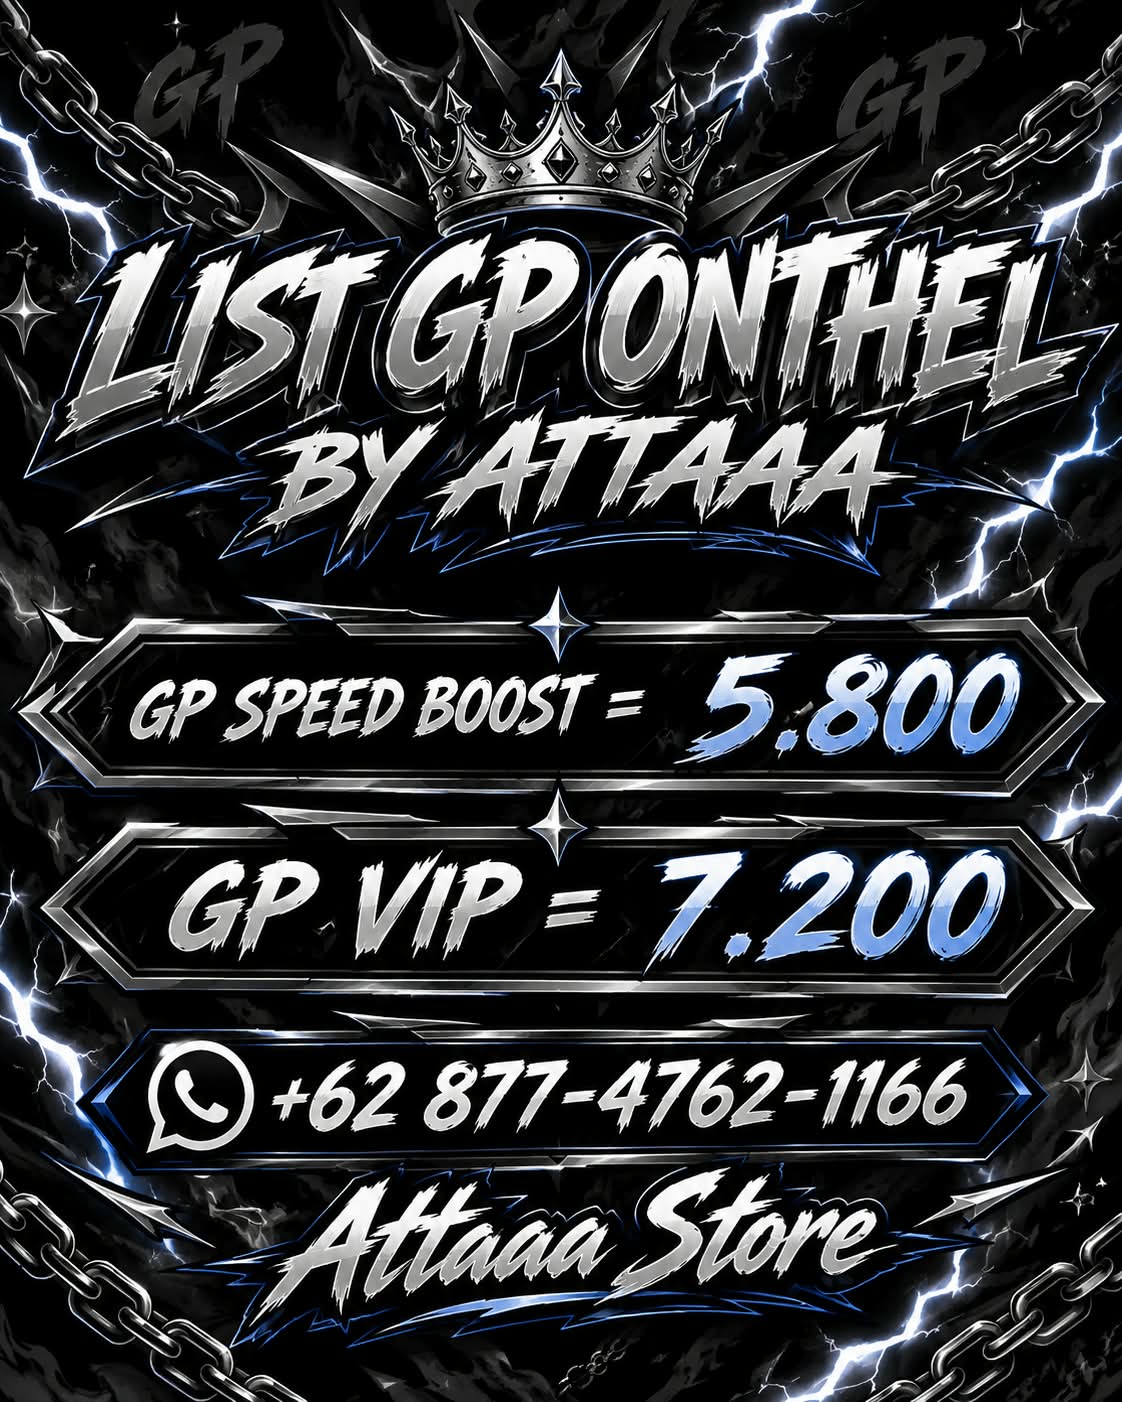 GP GP
LIST GP ONTHEL
BY ATTAAA
GP SPEED BOOST = 5.800
GP VIP = 7.200
+62 877-4762-1166
Attaaa Store